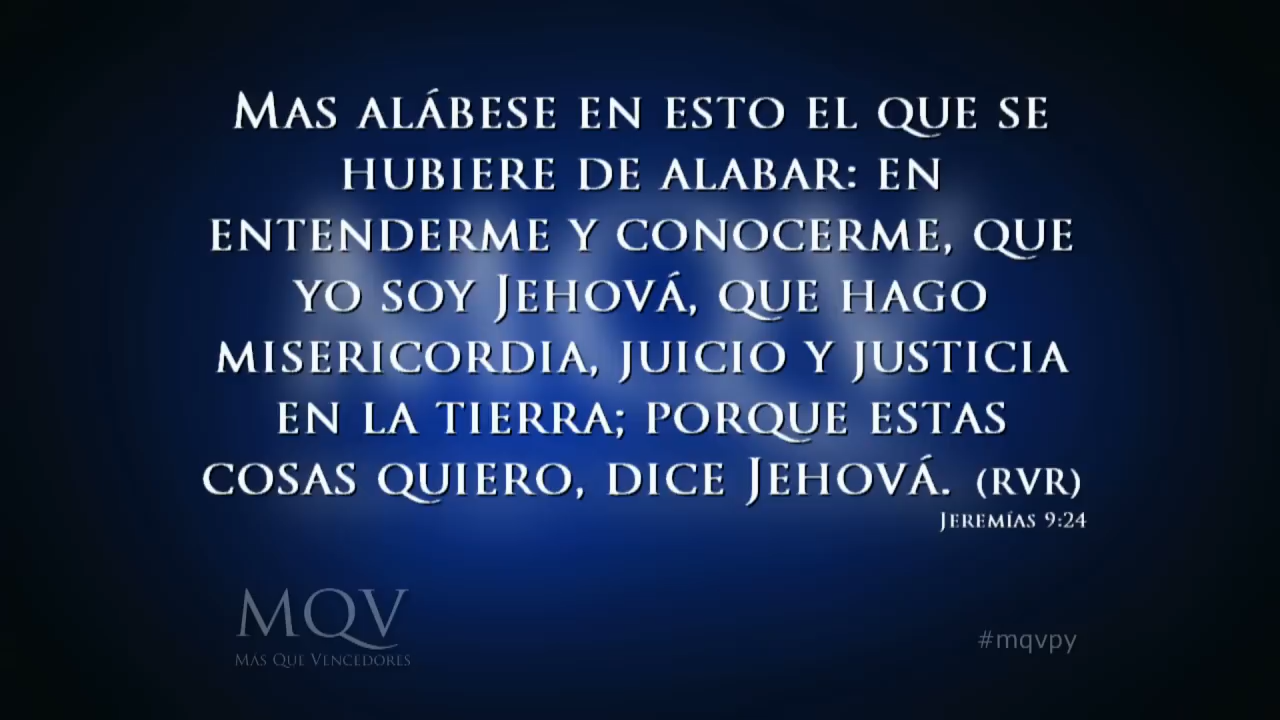 Mas alábese en esto el que se
hubiere de alabar: en
entenderme y conocerme, que
yo soy Jehová, que hago
misericordia, juicio y justicia
en la tierra; porque estas
cosas quiero, dice Jehová. (RVR)
Jeremías 9:24
MQV
Más Que Vencedores
#mqvpy